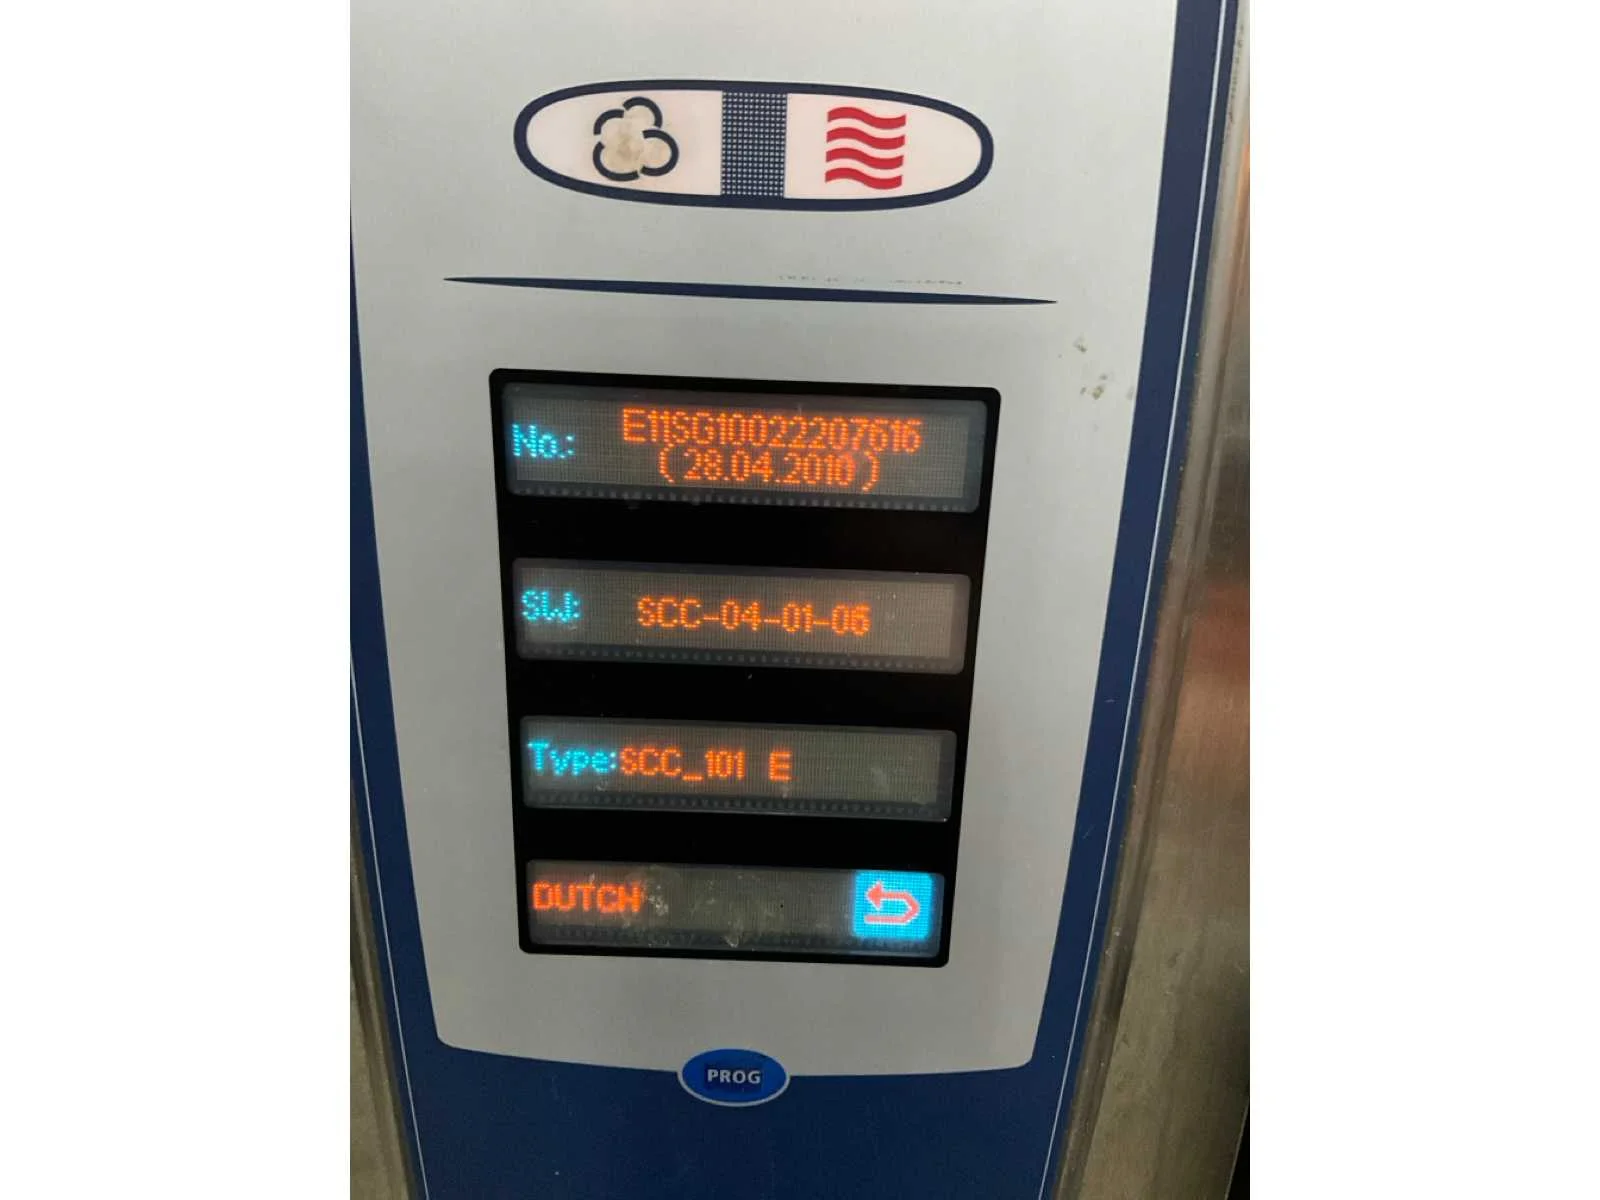 No.: E11SG10022207616
(28.04.2010)
SW: SCC-04-01-06
Type: SCC_101 E
DUTCH
PROG